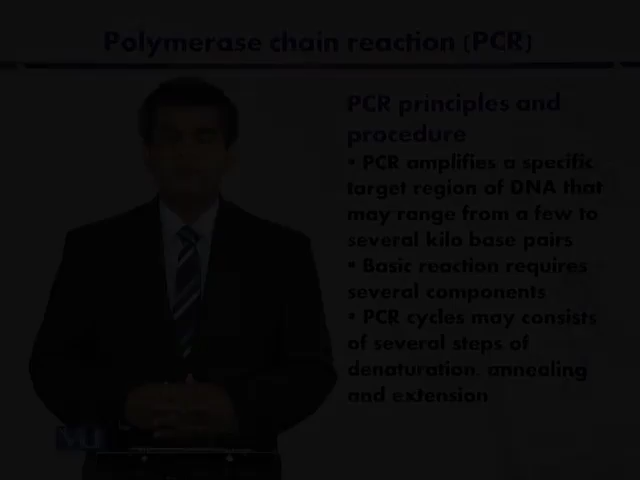 Polymerase chain reaction (PCR)
PCR principles and
procedure
• PCR amplifies a specific
target region of DNA that
may range from a few to
several kilo base pairs
• Basic reaction requires
several components
• PCR cycles may consists
of several steps of
denaturation, annealing
and extension
VU